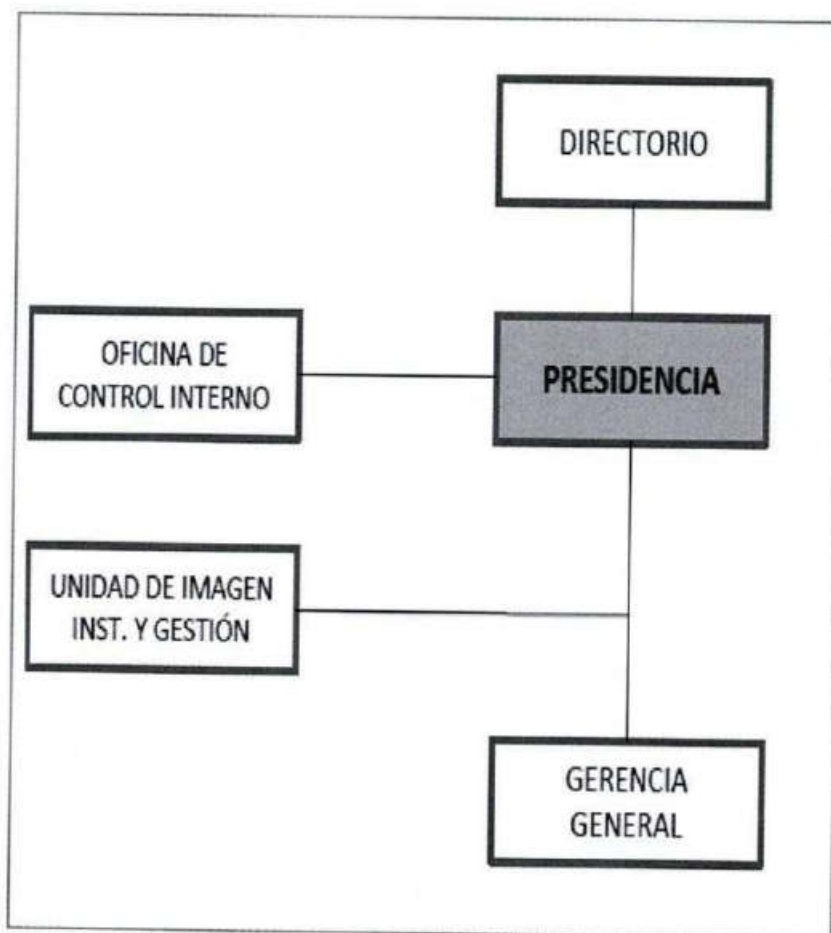 DIRECTORIO
OFICINA DE
CONTROL INTERNO
PRESIDENCIA
UNIDAD DE IMAGEN
INST. Y GESTIÓN
GERENCIA
GENERAL